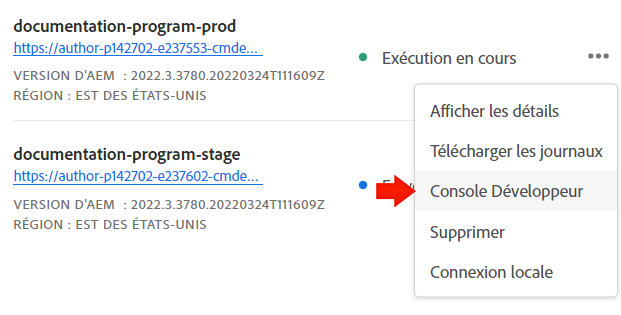 documentation-program-prod
https://author-p142702-e237553-cmde...
Exécution en cours
VERSION D'AEM : 2022.3.3780.20220324T111609Z
RÉGION : EST DES ÉTATS-UNIS
Afficher les détails
Télécharger les journaux
documentation-program-stage
https://author-p142702-e237602-cmde...
Console Développeur
VERSION D'AEM : 2022.3.3780.20220324T111609Z
RÉGION : EST DES ÉTATS-UNIS
Supprimer
Connexion locale